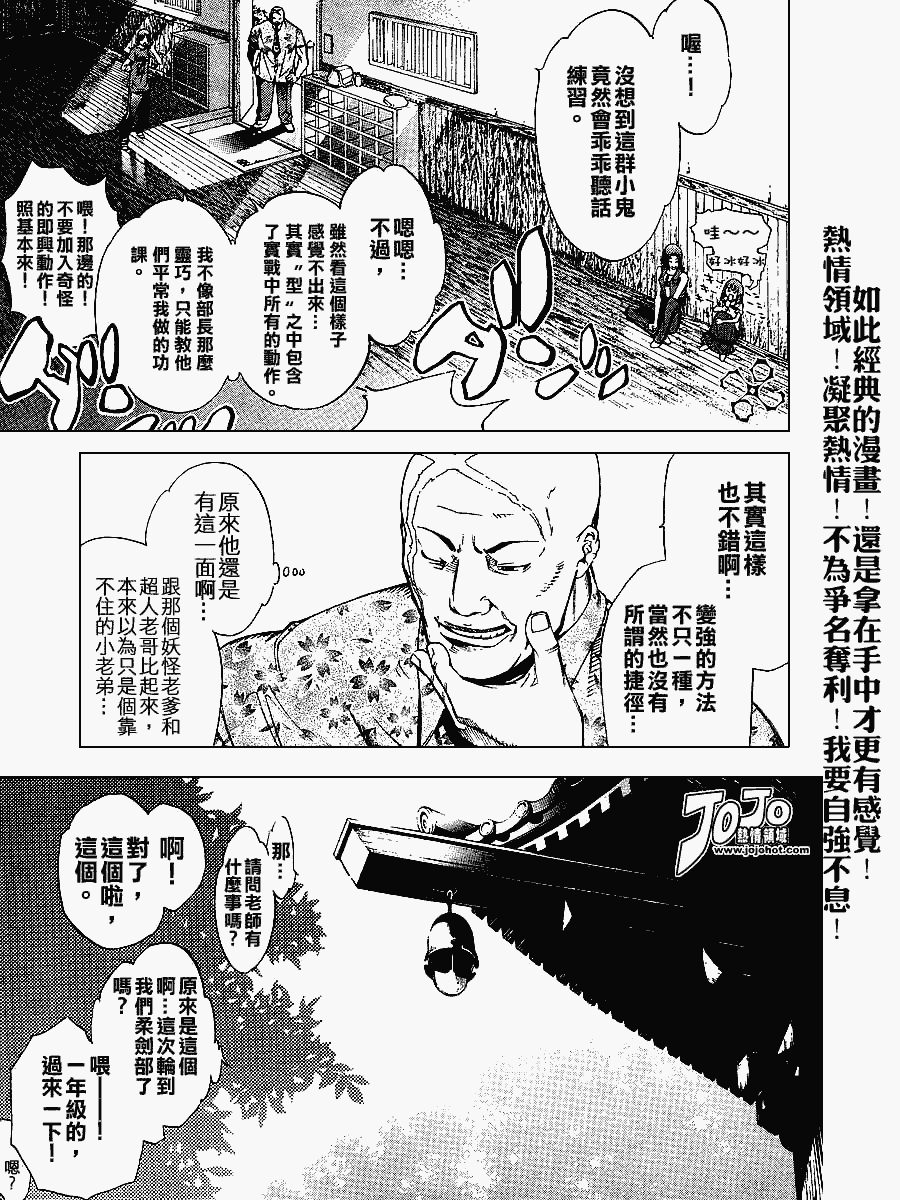 喔…！
沒想到這群小鬼
竟然會乖乖聽話
練習。
哇～～
好冰好冰
嗯嗯…
不過，
雖然看這個樣子
感覺不出來…
其實〝型〞之中包含
了實戰中所有的動作。
我不像部長那麼
靈巧，只能教他
們平常我做的功
課。
喂！那邊的！
不要加入奇怪
的即興動作！
照基本來！
其實這樣
也不錯啊…
變強的方法
不只一種，
當然也沒有
所謂的捷徑…
原來他還是
有這一面啊…
跟那個妖怪老爹和
超人老哥比起來，
本來以為只是個靠
不住的小老弟…
那…
請問老師有
什麼事嗎？
啊！
對了，
這個啦，
這個。
原來是這個
啊…這次輪到
我們柔劍部了
嗎？
喂———！
一年級的，
過來一下！
嗯？
JOJO
熱情領域
www.jojohot.com
如此經典的漫畫！還是拿在手中才更有感覺！
熱情領域！凝聚熱情！不為爭名奪利！我要自強不息！